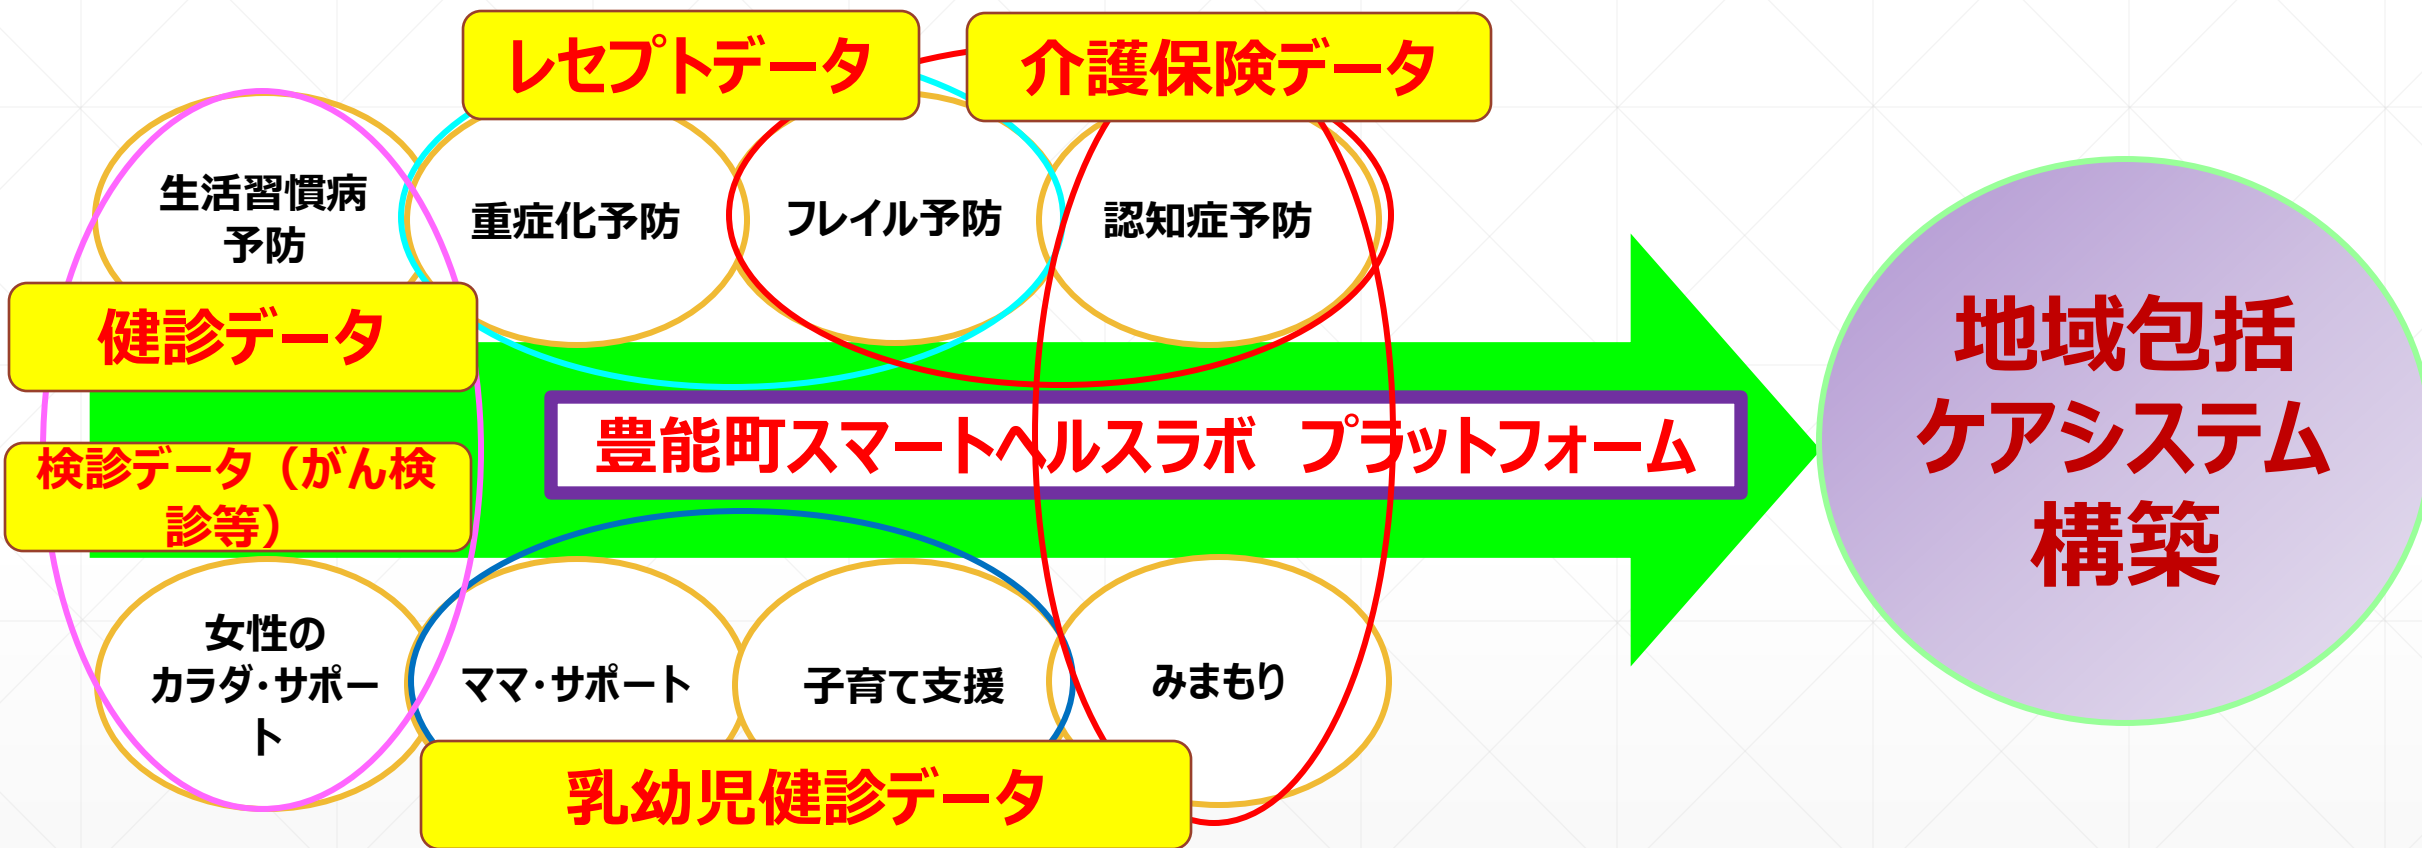 レセプトデータ
介護保険データ
生活習慣病
予防
重症化予防
フレイル予防
認知症予防
健診データ
検診データ（がん検
診等）
豊能町スマートヘルスラボ　プラットフォーム
地域包括
ケアシステム
構築
女性の
カラダ・サポー
ト
ママ・サポート
子育て支援
みまもり
乳幼児健診データ